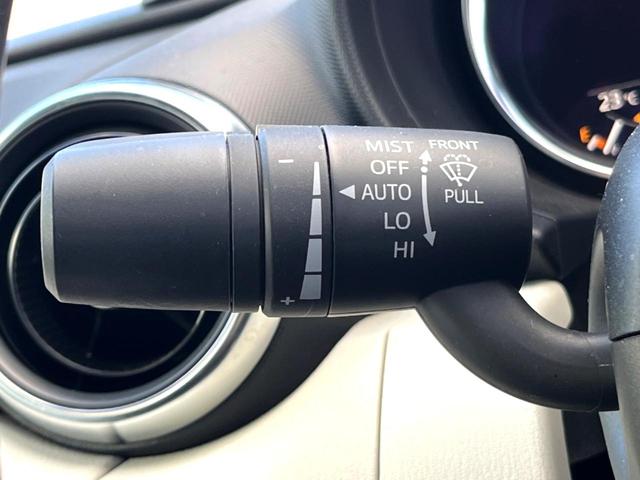 MIST FRONT
OFF
AUTO PULL
LO
HI
−
+